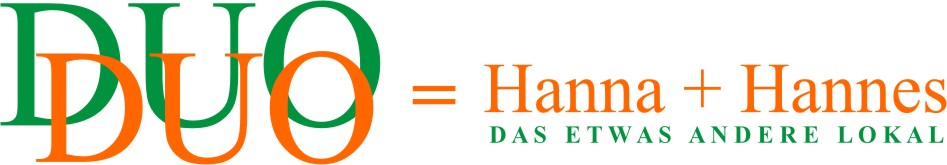 DUO
DUO = Hanna + Hannes
DAS ETWAS ANDERE LOKAL